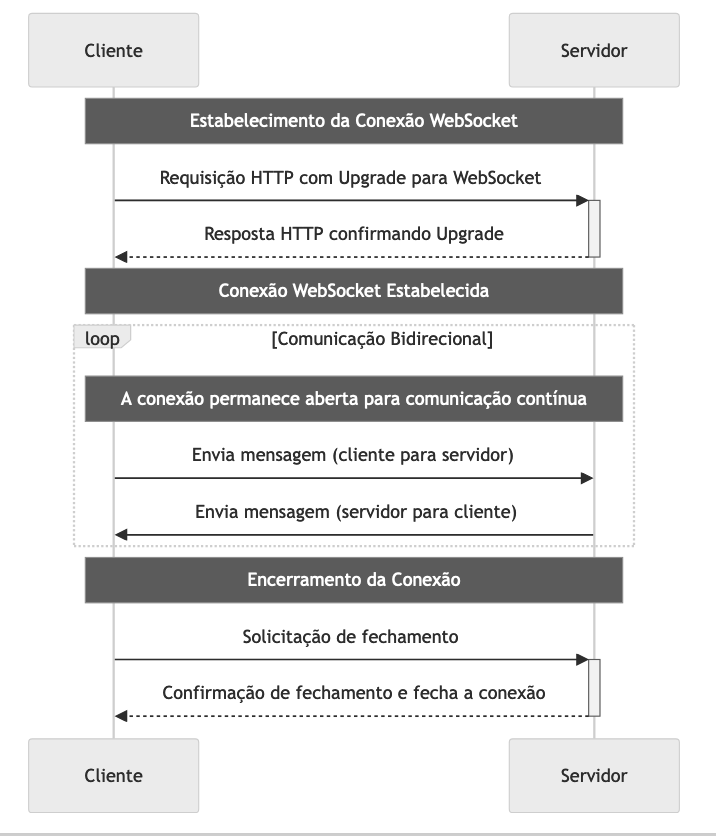 Cliente
Servidor
Estabelecimento da Conexão WebSocket
Requisição HTTP com Upgrade para WebSocket
Resposta HTTP confirmando Upgrade
Conexão WebSocket Estabelecida
loop
[Comunicação Bidirecional]
A conexão permanece aberta para comunicação contínua
Envia mensagem (cliente para servidor)
Envia mensagem (servidor para cliente)
Encerramento da Conexão
Solicitação de fechamento
Confirmação de fechamento e fecha a conexão
Cliente
Servidor